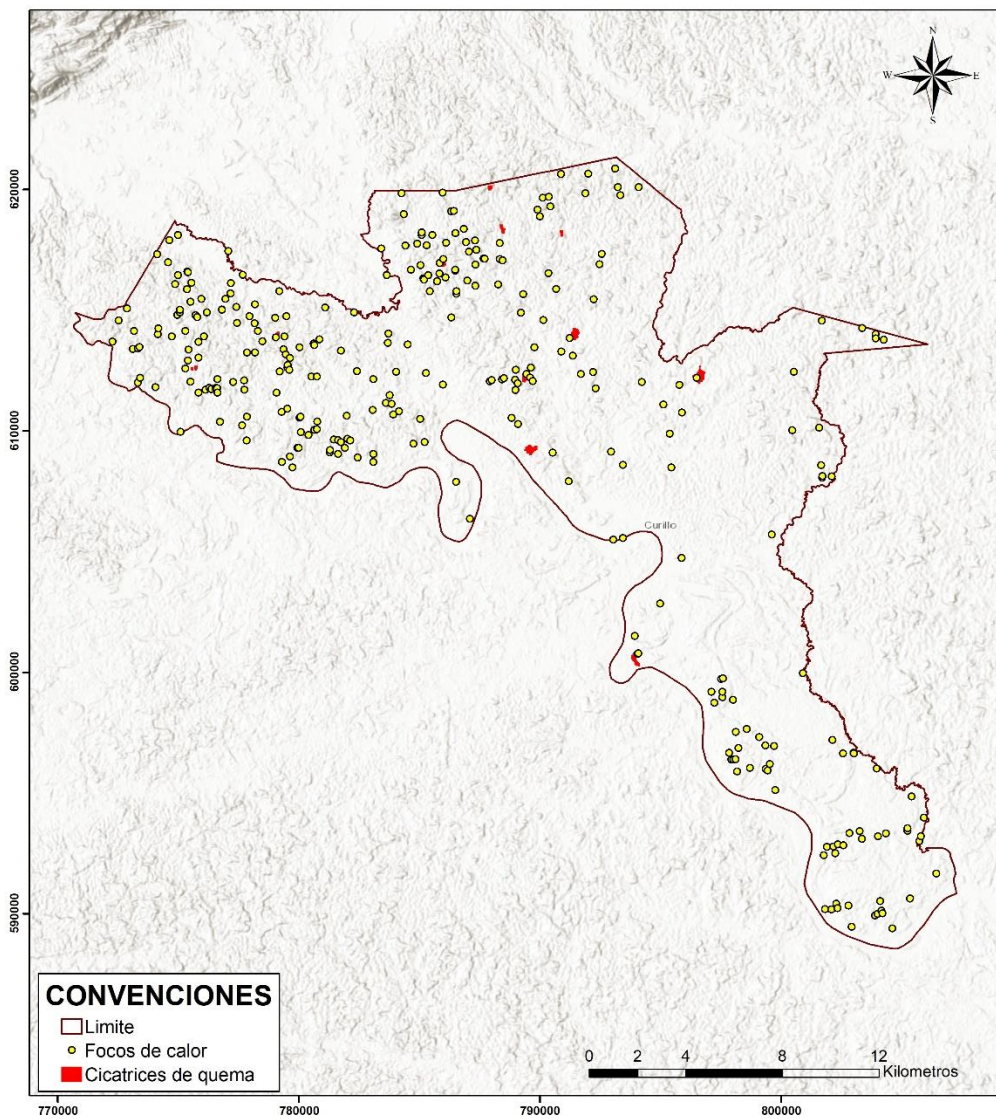 N
W E
S
620000
610000
Curillo
600000
590000
CONVENCIONES
Limite
Focos de calor
Cicatrices de quema
0 2 4 8 12
Kilometros
770000 780000 790000 800000